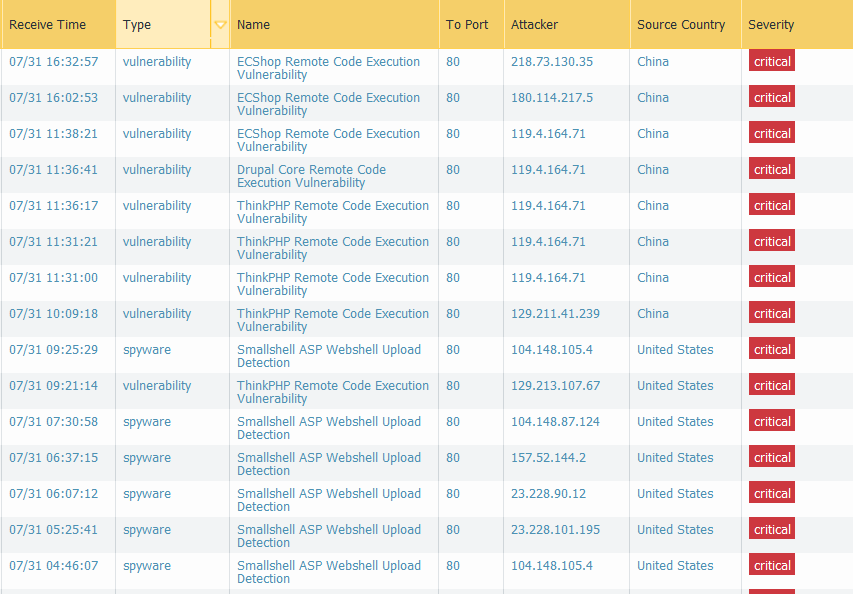 Receive Time Type Name To Port Attacker Source Country Severity
07/31 16:32:57 vulnerability ECShop Remote Code Execution 80 218.73.130.35 China critical
Vulnerability
07/31 16:02:53 vulnerability ECShop Remote Code Execution 80 180.114.217.5 China critical
Vulnerability
07/31 11:38:21 vulnerability ECShop Remote Code Execution 80 119.4.164.71 China critical
Vulnerability
07/31 11:36:41 vulnerability Drupal Core Remote Code 80 119.4.164.71 China critical
Execution Vulnerability
07/31 11:36:17 vulnerability ThinkPHP Remote Code Execution 80 119.4.164.71 China critical
Vulnerability
07/31 11:31:21 vulnerability ThinkPHP Remote Code Execution 80 119.4.164.71 China critical
Vulnerability
07/31 11:31:00 vulnerability ThinkPHP Remote Code Execution 80 119.4.164.71 China critical
Vulnerability
07/31 10:09:18 vulnerability ThinkPHP Remote Code Execution 80 129.211.41.239 China critical
Vulnerability
07/31 09:25:29 spyware Smallshell ASP Webshell Upload 80 104.148.105.4 United States critical
Detection
07/31 09:21:14 vulnerability ThinkPHP Remote Code Execution 80 129.213.107.67 United States critical
Vulnerability
07/31 07:30:58 spyware Smallshell ASP Webshell Upload 80 104.148.87.124 United States critical
Detection
07/31 06:37:15 spyware Smallshell ASP Webshell Upload 80 157.52.144.2 United States critical
Detection
07/31 06:07:12 spyware Smallshell ASP Webshell Upload 80 23.228.90.12 United States critical
Detection
07/31 05:25:41 spyware Smallshell ASP Webshell Upload 80 23.228.101.195 United States critical
Detection
07/31 04:46:07 spyware Smallshell ASP Webshell Upload 80 104.148.105.4 United States critical
Detection